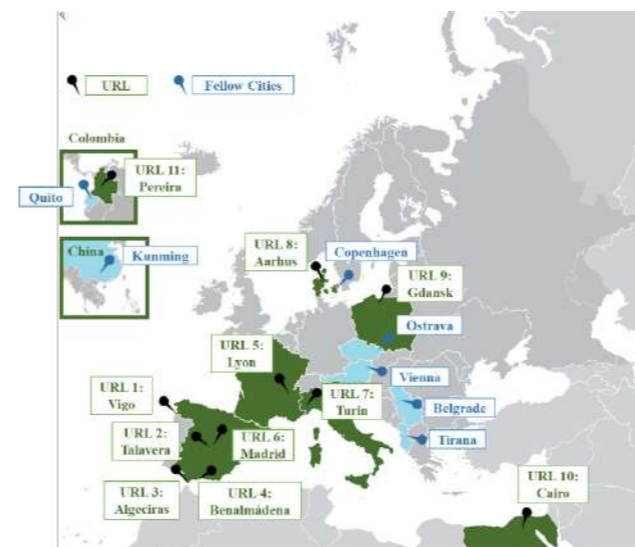 URL
Fellow Cities
Colombia
URL 11:
Pereira
Quito
China
Kunming
URL 8:
Aarhus
Copenhagen
URL 9:
Gdansk
Ostrava
URL 5:
Lyon
Vienna
URL 1:
Vigo
URL 7:
Turin
Belgrade
URL 2:
Talavera
URL 6:
Madrid
Tirana
URL 3:
Algeciras
URL 4:
Benalmádena
URL 10:
Cairo